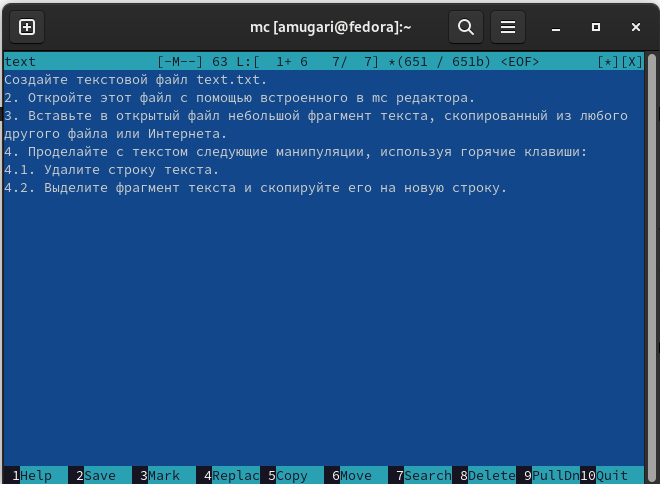 mc [amugari@fedora]:~
text [-M--] 63 L:[ 1+ 6 7/ 7] *(651 / 651b) <EOF> [*][X]
Создайте текстовой файл text.txt.
2. Откройте этот файл с помощью встроенного в mc редактора.
3. Вставьте в открытый файл небольшой фрагмент текста, скопированный из любого
другого файла или Интернета.
4. Проделайте с текстом следующие манипуляции, используя горячие клавиши:
4.1. Удалите строку текста.
4.2. Выделите фрагмент текста и скопируйте его на новую строку.
1Help 2Save 3Mark 4Replac 5Copy 6Move 7Search 8Delete 9PullDn 10Quit